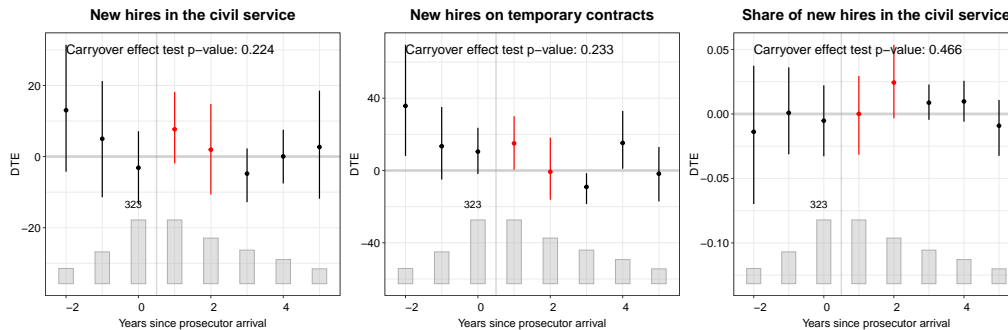 New hires in the civil service
Carryover effect test p−value: 0.224
DTE
20
0
−20
323
−2
0
2
4
Years since prosecutor arrival
New hires on temporary contracts
Carryover effect test p−value: 0.233
DTE
40
0
−40
323
−2
0
2
4
Years since prosecutor arrival
Share of new hires in the civil service
Carryover effect test p−value: 0.466
DTE
0.05
0.00
−0.05
−0.10
323
−2
0
2
4
Years since prosecutor arrival